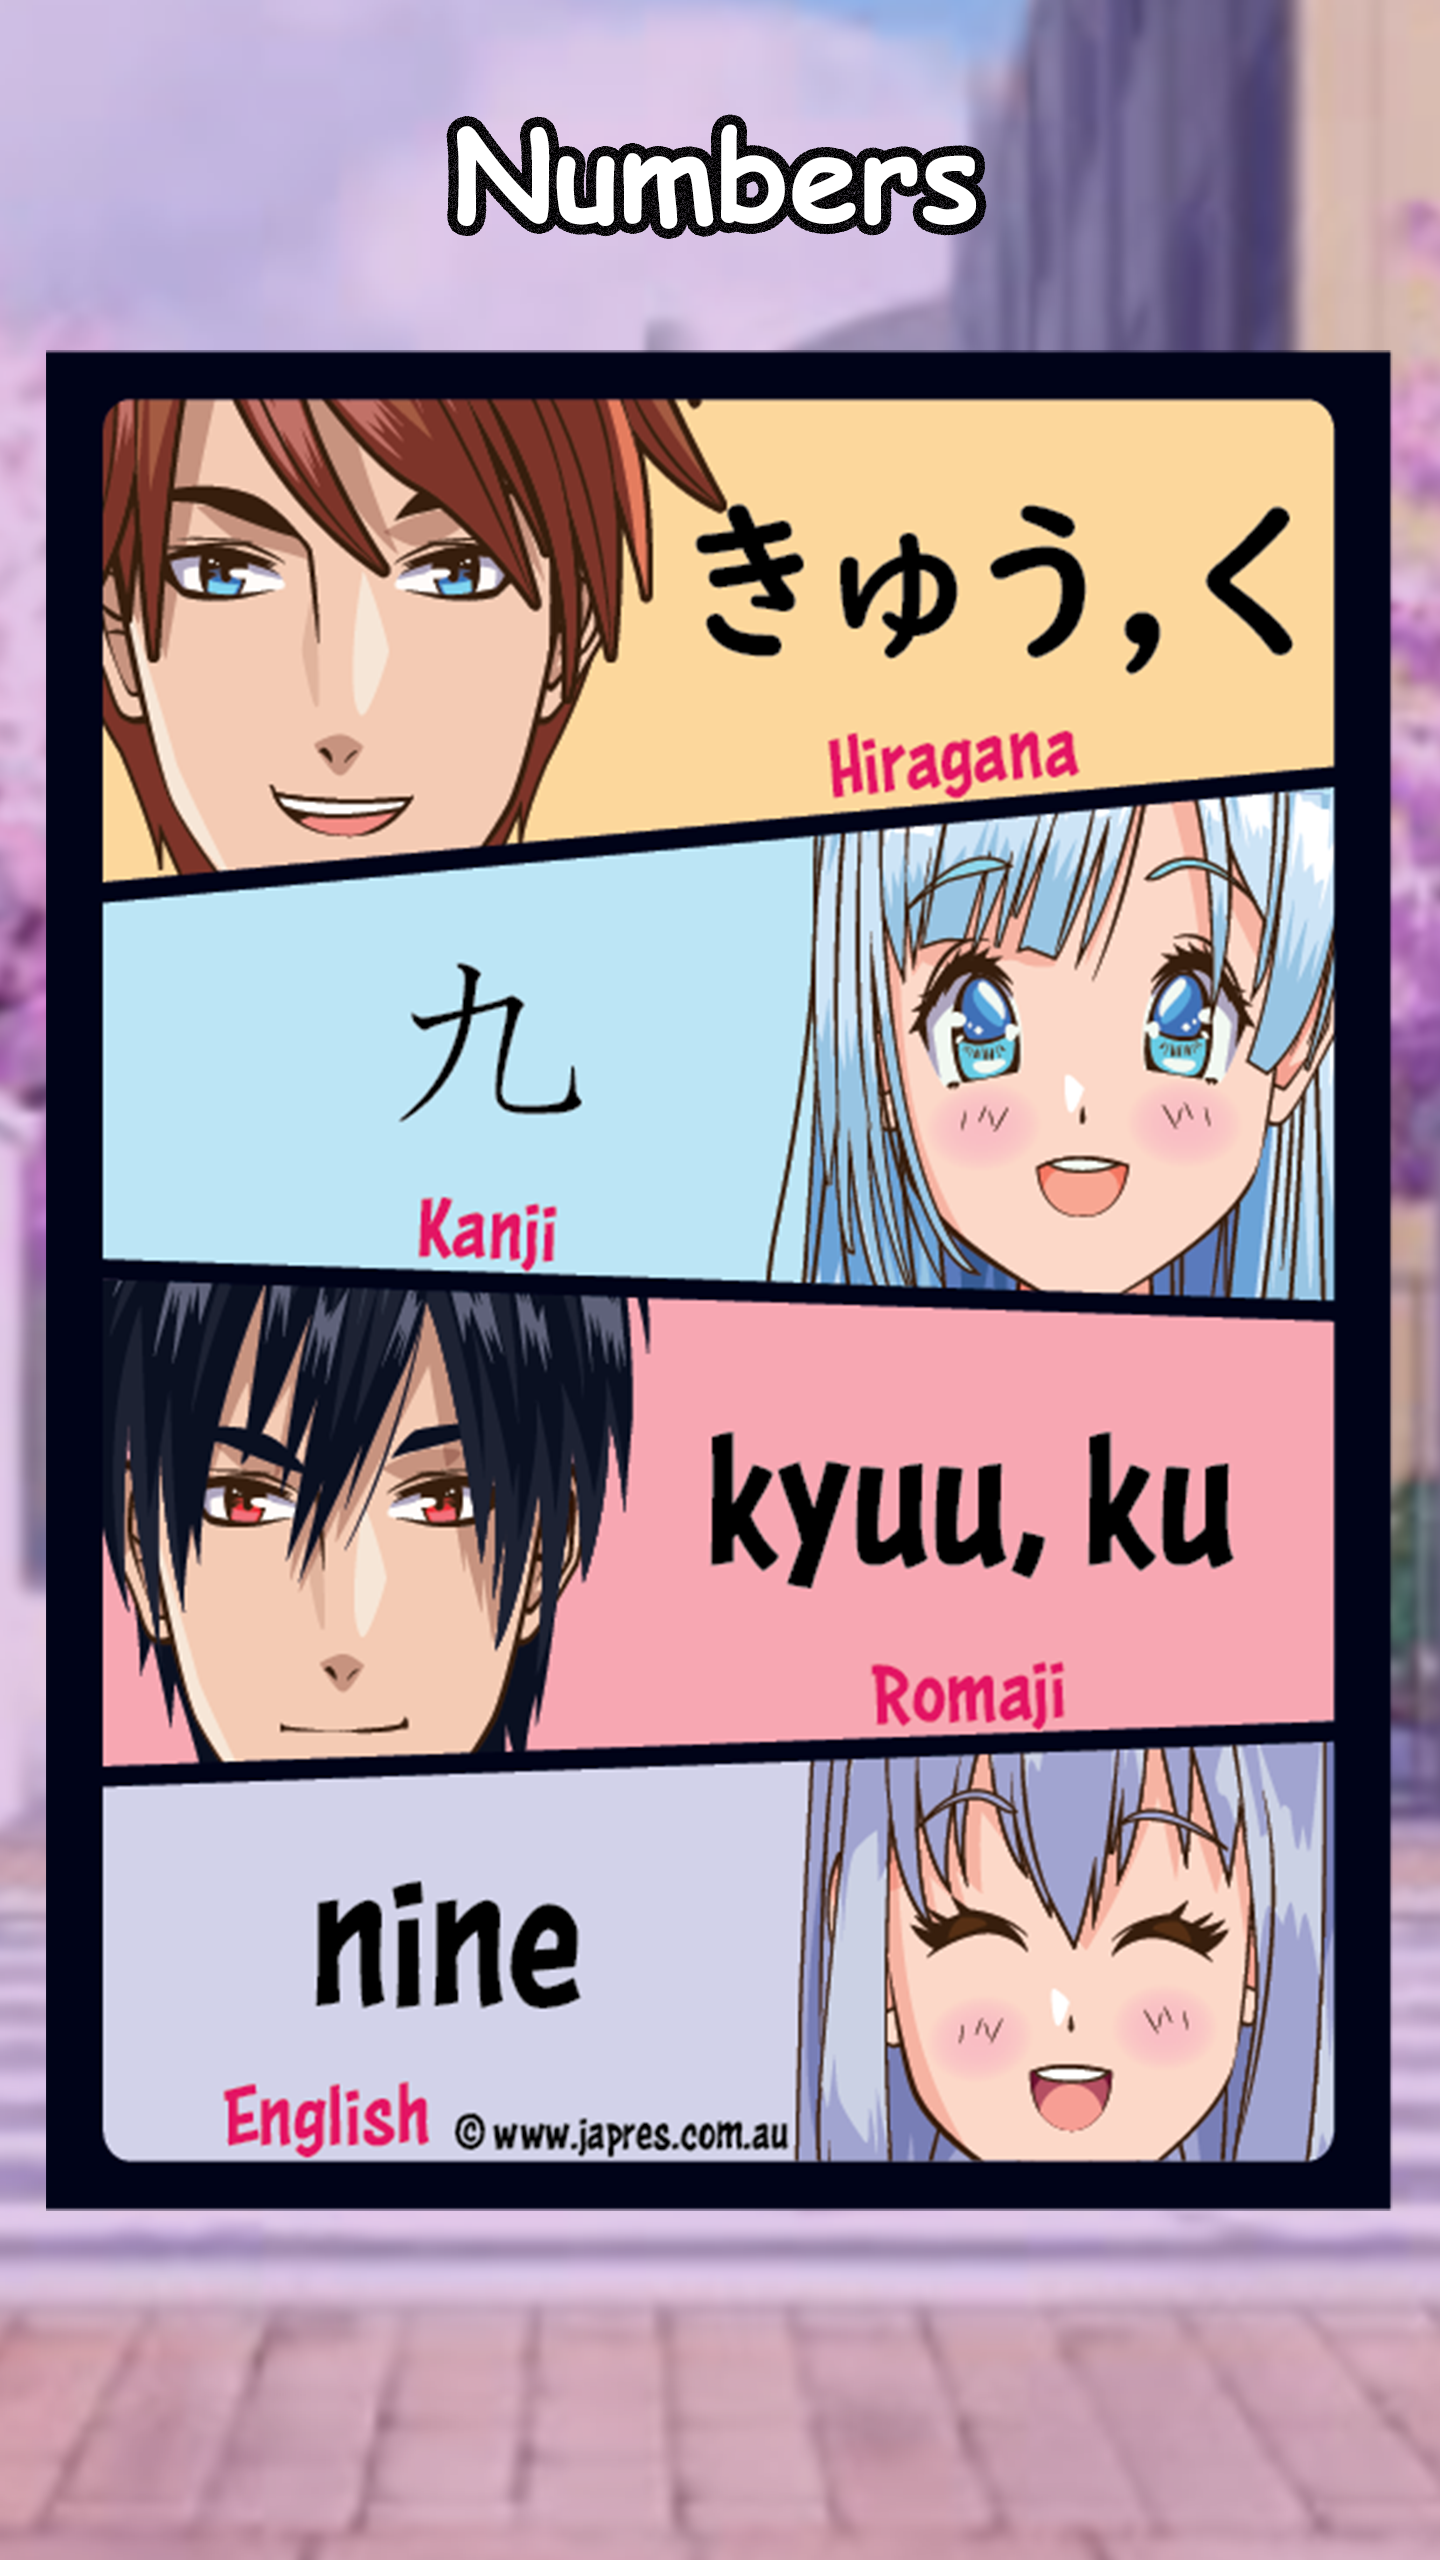 Numbers
きゅう, く
Hiragana
九
Kanji
kyuu, ku
Romaji
nine
English
© www.japres.com.au